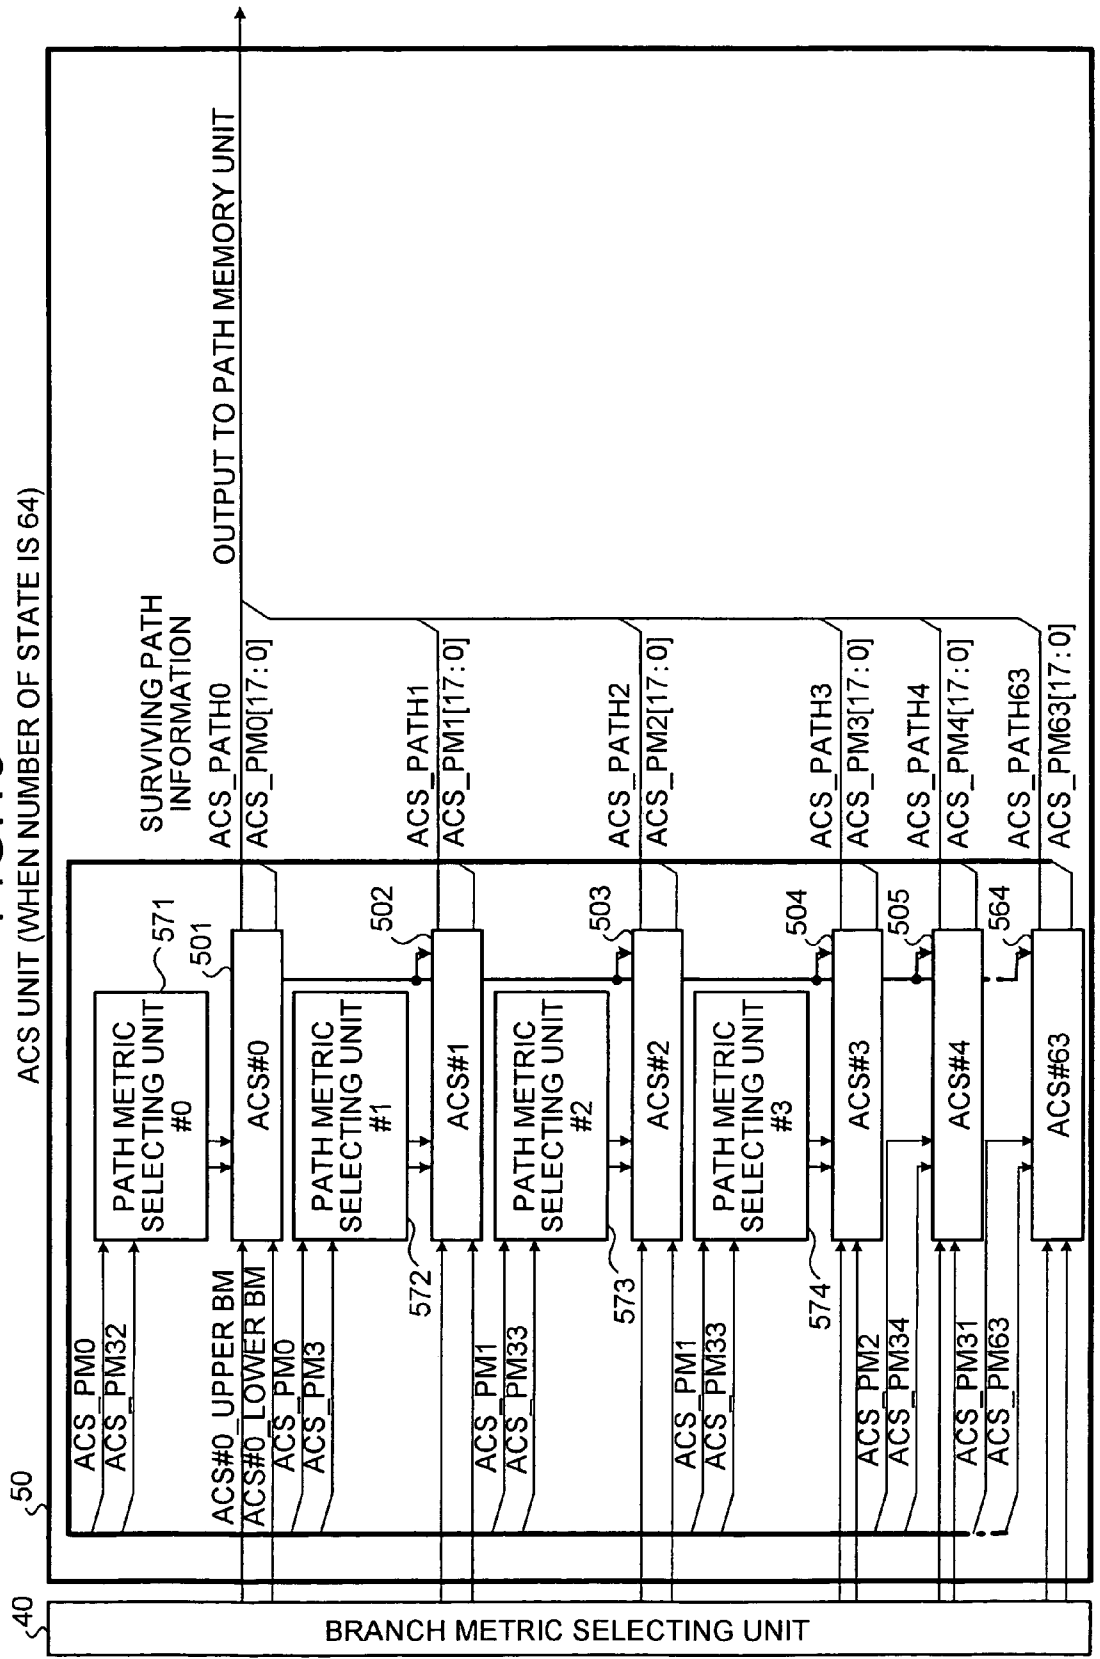 ACS UNIT (WHEN NUMBER OF STATE IS 64)
40
BRANCH METRIC SELECTING UNIT
50
ACS_PM0
ACS_PM32
PATH METRIC
SELECTING UNIT
#0
571
ACS#0_UPPER BM
ACS#0_LOWER BM
ACS#0
501
SURVIVING PATH
INFORMATION
ACS_PATH0
ACS_PM0[17:0]
OUTPUT TO PATH MEMORY UNIT
ACS_PM0
ACS_PM3
PATH METRIC
SELECTING UNIT
#1
572
ACS#1
502
ACS_PATH1
ACS_PM1[17:0]
ACS_PM1
ACS_PM33
PATH METRIC
SELECTING UNIT
#2
573
ACS#2
503
ACS_PATH2
ACS_PM2[17:0]
ACS_PM1
ACS_PM33
PATH METRIC
SELECTING UNIT
#3
574
ACS#3
504
ACS_PATH3
ACS_PM3[17:0]
ACS_PM2
ACS_PM34
ACS#4
505
ACS_PATH4
ACS_PM4[17:0]
ACS_PM31
ACS_PM63
ACS#63
564
ACS_PATH63
ACS_PM63[17:0]